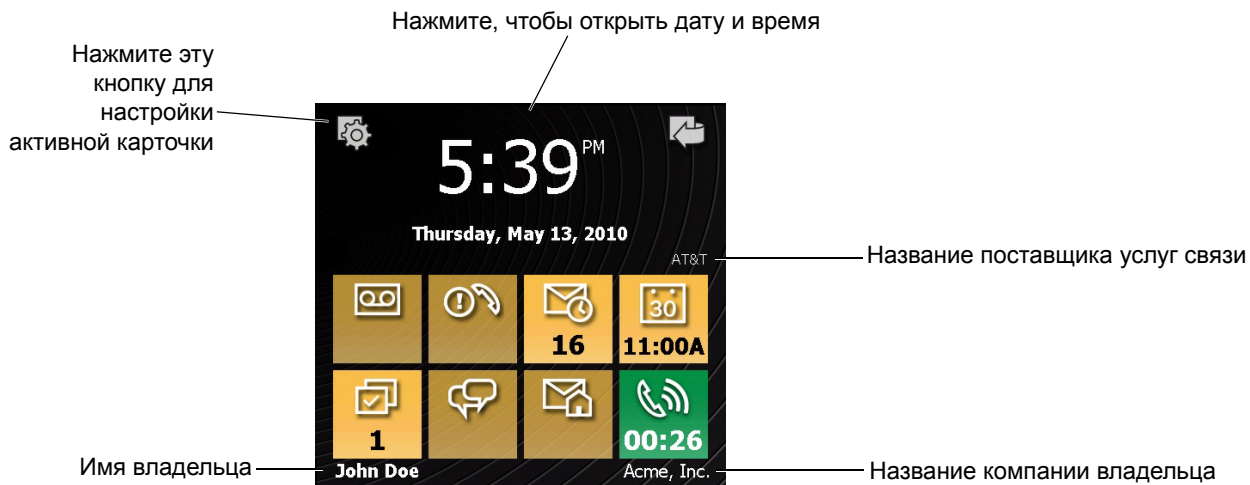 Нажмите, чтобы открыть дату и время
Нажмите эту
кнопку для
настройки
активной карточки
5:39 PM
Thursday, May 13, 2010
AT&T
Название поставщика услуг связи
30
16
11:00A
1
00:26
Имя владельца
John Doe
Acme, Inc.
Название компании владельца